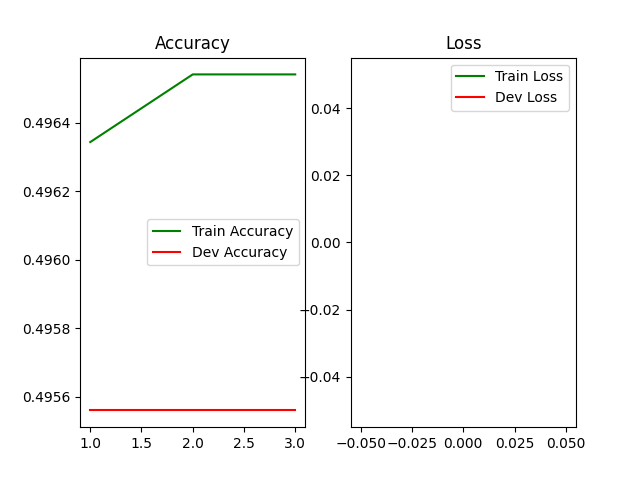 Accuracy
0.4964
0.4962
0.4960
0.4958
0.4956
Train Accuracy
Dev Accuracy
1.0 1.5 2.0 2.5 3.0
Loss
Train Loss
Dev Loss
0.04
0.02
0.00
−0.02
−0.04
−0.050 −0.025 0.000 0.025 0.050